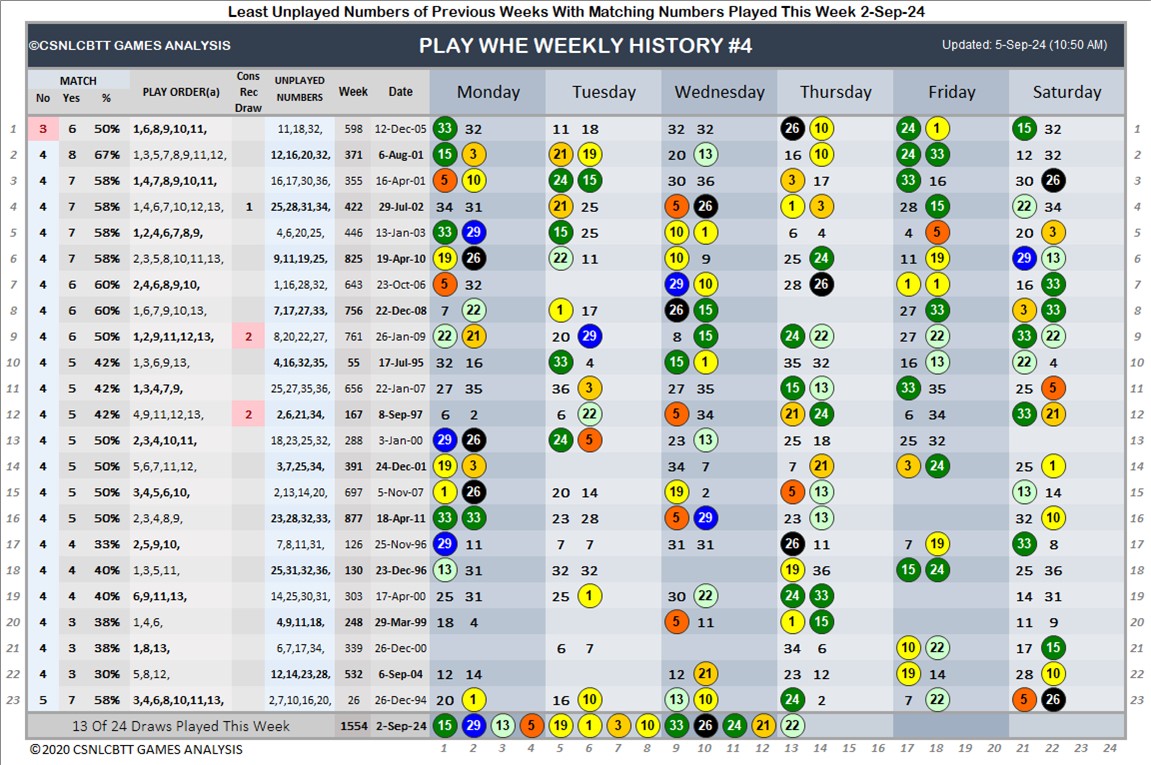 Least Unplayed Numbers of Previous Weeks With Matching Numbers Played This Week 2-Sep-24
©CSNLCBTT GAMES ANALYSIS PLAY WHE WEEKLY HISTORY #4 Updated: 5-Sep-24 (10:50 AM)
MATCH
No Yes % PLAY ORDER(a) Cons Rec Draw UNPLAYED NUMBERS Week Date Monday Tuesday Wednesday Thursday Friday Saturday
1 3 6 50% 1,6,8,9,10,11, 11,18,32, 598 12-Dec-05 33 32 11 18 32 32 26 10 24 1 15 32 1
2 4 8 67% 1,3,5,7,8,9,11,12, 12,16,20,32, 371 6-Aug-01 15 3 21 19 20 13 16 10 24 33 12 32 2
3 4 7 58% 1,4,7,8,9,10,11, 16,17,30,36, 355 16-Apr-01 5 10 24 15 30 36 3 17 33 16 30 26 3
4 4 7 58% 1,4,6,7,10,12,13, 1 25,28,31,34, 422 29-Jul-02 34 31 21 25 5 26 1 3 28 15 22 34 4
5 4 7 58% 1,2,4,6,7,8,9, 4,6,20,25, 446 13-Jan-03 33 29 15 25 10 1 6 4 4 5 20 3 5
6 4 7 58% 2,3,5,8,10,11,13, 9,11,19,25, 825 19-Apr-10 19 26 22 11 10 9 25 24 11 19 29 13 6
7 4 6 60% 2,4,6,8,9,10, 1,16,28,32, 643 23-Oct-06 5 32 29 10 28 26 1 1 16 33 7
8 4 6 60% 1,6,7,9,10,13, 7,17,27,33, 756 22-Dec-08 7 22 1 17 26 15 27 33 3 33 8
9 4 6 50% 1,2,9,11,12,13, 2 8,20,22,27, 761 26-Jan-09 22 21 20 29 8 15 24 22 27 22 33 22 9
10 4 5 42% 1,3,6,9,13, 4,16,32,35, 55 17-Jul-95 32 16 33 4 15 1 35 32 16 13 22 4 10
11 4 5 42% 1,3,4,7,9, 25,27,35,36, 656 22-Jan-07 27 35 36 3 27 35 15 13 33 35 25 5 11
12 4 5 42% 4,9,11,12,13, 2 2,6,21,34, 167 8-Sep-97 6 2 6 22 5 34 21 24 6 34 33 21 12
13 4 5 50% 2,3,4,10,11, 18,23,25,32, 288 3-Jan-00 29 26 24 5 23 13 25 18 25 32 13
14 4 5 50% 5,6,7,11,12, 3,7,25,34, 391 24-Dec-01 19 3 34 7 7 21 3 24 25 1 14
15 4 5 50% 3,4,5,6,10, 2,13,14,20, 697 5-Nov-07 1 26 20 14 19 2 5 13 13 14 15
16 4 5 50% 2,3,4,8,9, 23,28,32,33, 877 18-Apr-11 33 33 23 28 5 29 23 13 32 10 16
17 4 4 33% 2,5,9,10, 7,8,11,31, 126 25-Nov-96 29 11 7 7 31 31 26 11 7 19 33 8 17
18 4 4 40% 1,3,5,11, 25,31,32,36, 130 23-Dec-96 13 31 32 32 19 36 15 24 25 36 18
19 4 4 40% 6,9,11,13, 14,25,30,31, 303 17-Apr-00 25 31 25 1 30 22 24 33 14 31 19
20 4 3 38% 1,4,6, 4,9,11,18, 248 29-Mar-99 18 4 5 11 1 15 11 9 20
21 4 3 38% 1,8,13, 6,7,17,34, 339 26-Dec-00 6 7 34 6 10 22 17 15 21
22 4 3 30% 5,8,12, 12,14,23,28, 532 6-Sep-04 12 14 12 21 23 12 19 14 28 10 22
23 5 7 58% 3,4,6,8,10,11,13, 2,7,10,16,20, 26-Dec-94 20 1 16 10 13 10 24 2 7 22 5 26 23
13 Of 24 Draws Played This Week 1554 2-Sep-24 15 29 13 5 19 1 3 10 33 26 24 21 22
©2020 CSNLCBTT GAMES ANALYSIS 1 2 3 4 5 6 7 8 9 10 11 12 13 14 15 16 17 18 19 20 21 22 23 24